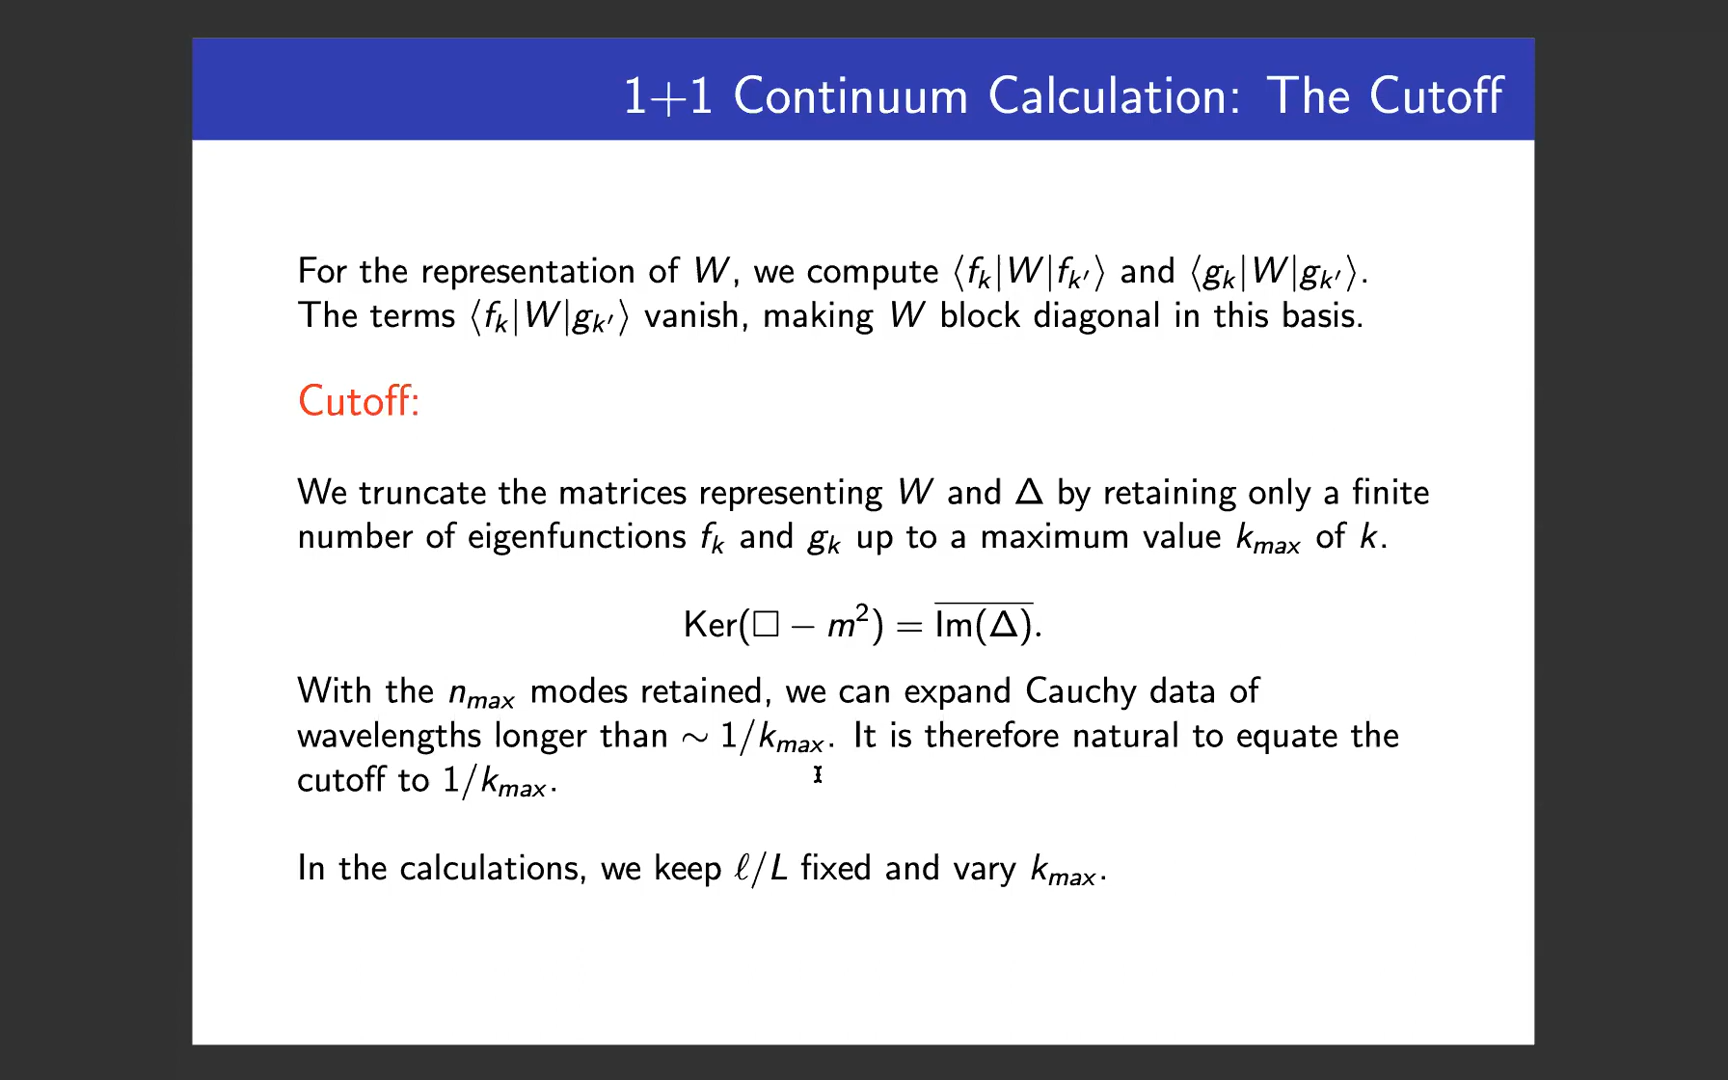 1+1 Continuum Calculation: The Cutoff
For the representation of W, we compute ⟨f_k|W|f_k′⟩ and ⟨g_k|W|g_k′⟩.
The terms ⟨f_k|W|g_k′⟩ vanish, making W block diagonal in this basis.
Cutoff:
We truncate the matrices representing W and Δ by retaining only a finite
number of eigenfunctions f_k and g_k up to a maximum value k_max of k.
Ker(□ − m²) = \overline{Im(Δ)}.
With the n_max modes retained, we can expand Cauchy data of
wavelengths longer than ∼ 1/k_max. It is therefore natural to equate the
cutoff to 1/k_max.
In the calculations, we keep ℓ/L fixed and vary k_max.